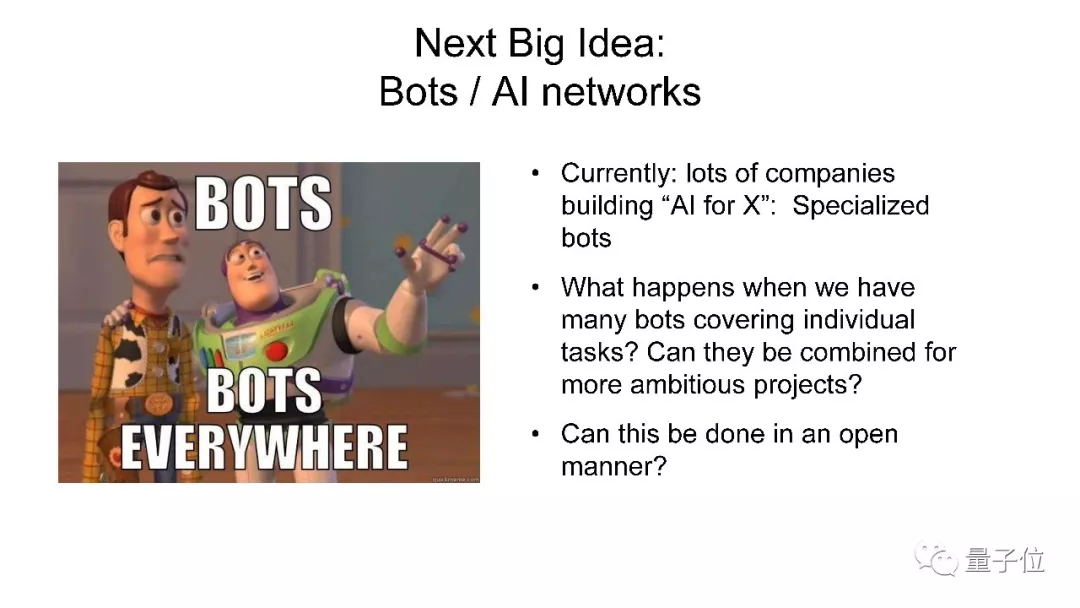 Next Big Idea:
Bots / AI networks
BOTS
BOTS
EVERYWHERE
quickmeme.com
• Currently: lots of companies
building “AI for X”:  Specialized
bots
• What happens when we have
many bots covering individual
tasks? Can they be combined for
more ambitious projects?
• Can this be done in an open
manner?
量子位